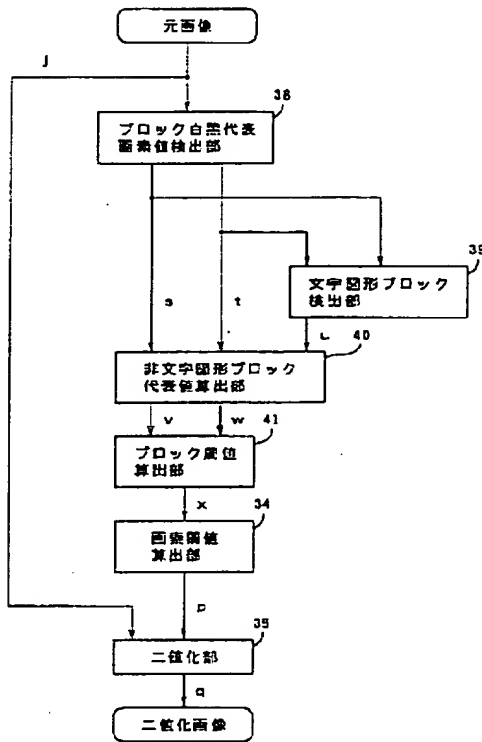 元画像
j
38
ブロック白黒代表
画素値検出部
39
文字図形ブロック
検出部
s
t
40
非文字図形ブロック
代表値算出部
v
w
41
ブロック閾値
算出部
x
34
画素閾値
算出部
p
35
二値化部
q
二値化画像